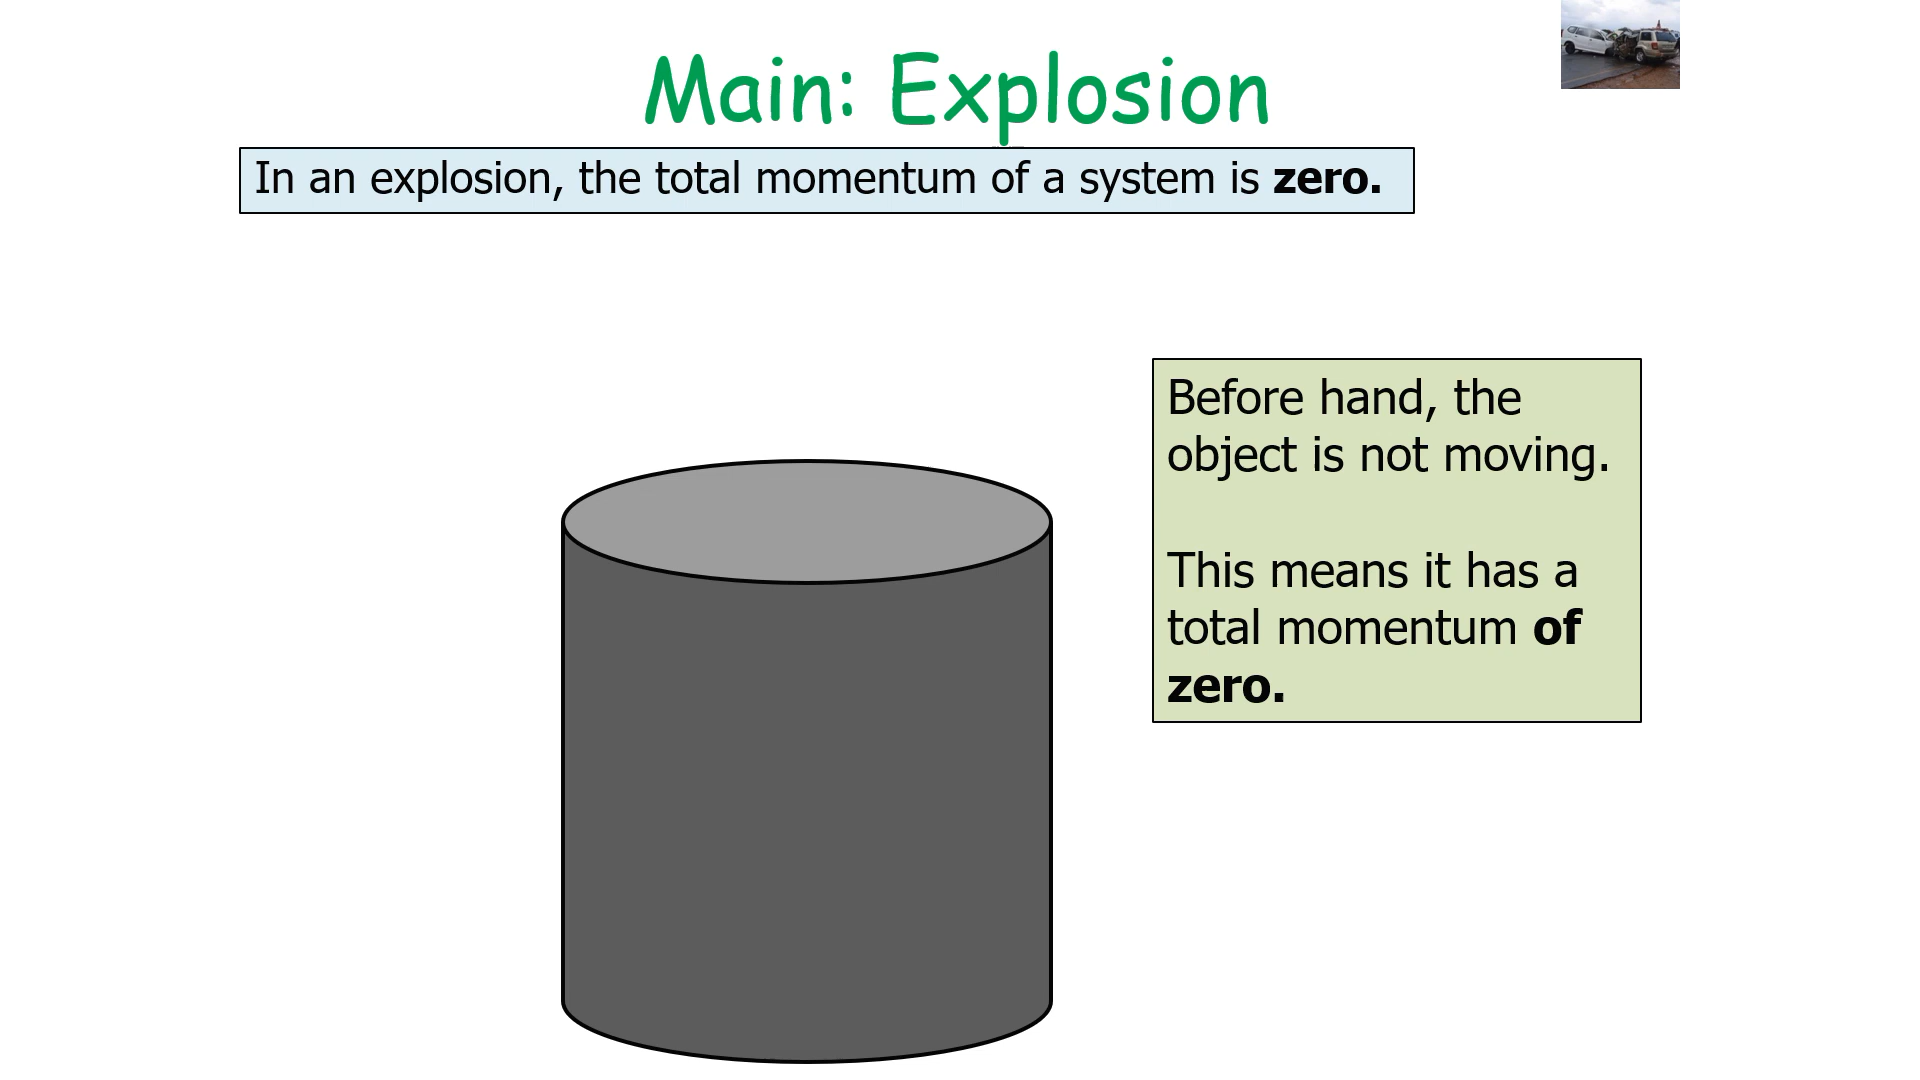 Main: Explosion
In an explosion, the total momentum of a system is zero.
Before hand, the
object is not moving.
This means it has a
total momentum of
zero.